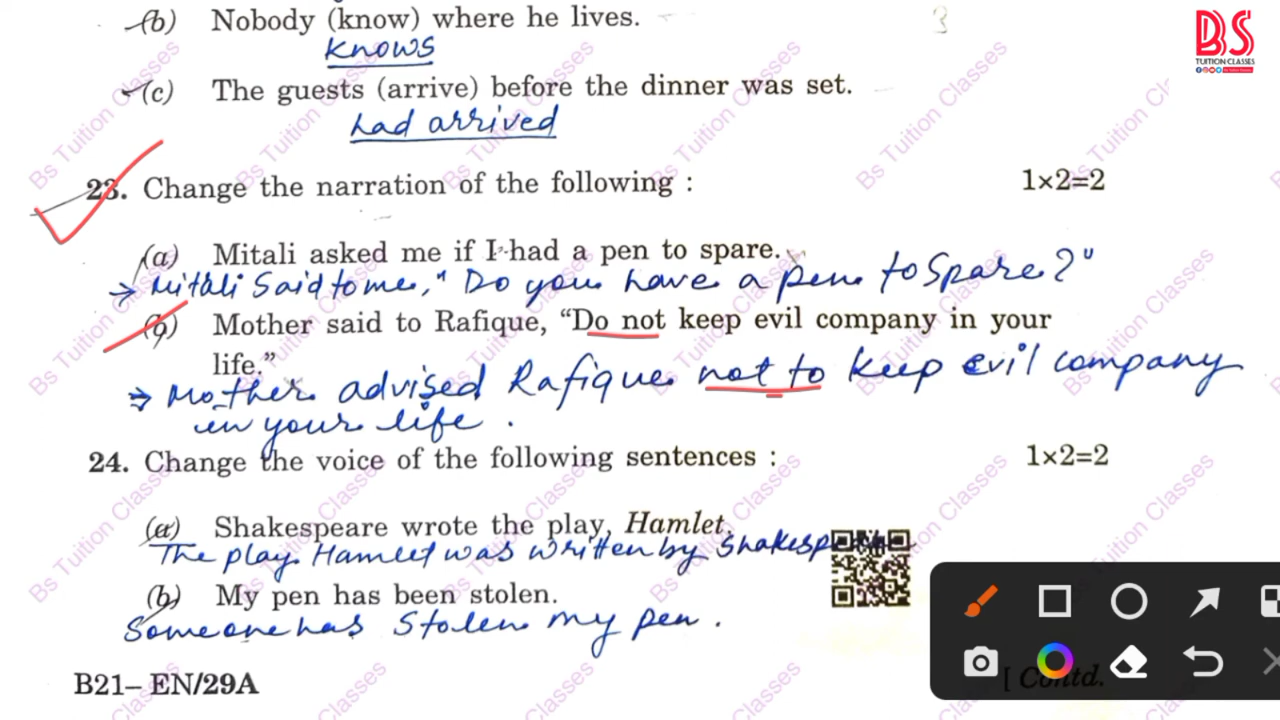 (b) Nobody (know) where he lives.
knows
(c) The guests (arrive) before the dinner was set.
had arrived
23. Change the narration of the following : 1×2=2
(a) Mitali asked me if I had a pen to spare.
→ Mitali Said to me, " Do you have a pen to Spare ?"
(b) Mother said to Rafique, “Do not keep evil company in your
life.”
⇒ Mother advised Rafique not to keep evil company
in your life .
24. Change the voice of the following sentences : 1×2=2
(a) Shakespeare wrote the play, Hamlet.
The play Hamlet was written by
(b) My pen has been stolen.
Someone has Stolen my pen .
B21– EN/29A
[ Contd.
BS
TUITION CLASSES
Bs Tuition Classes